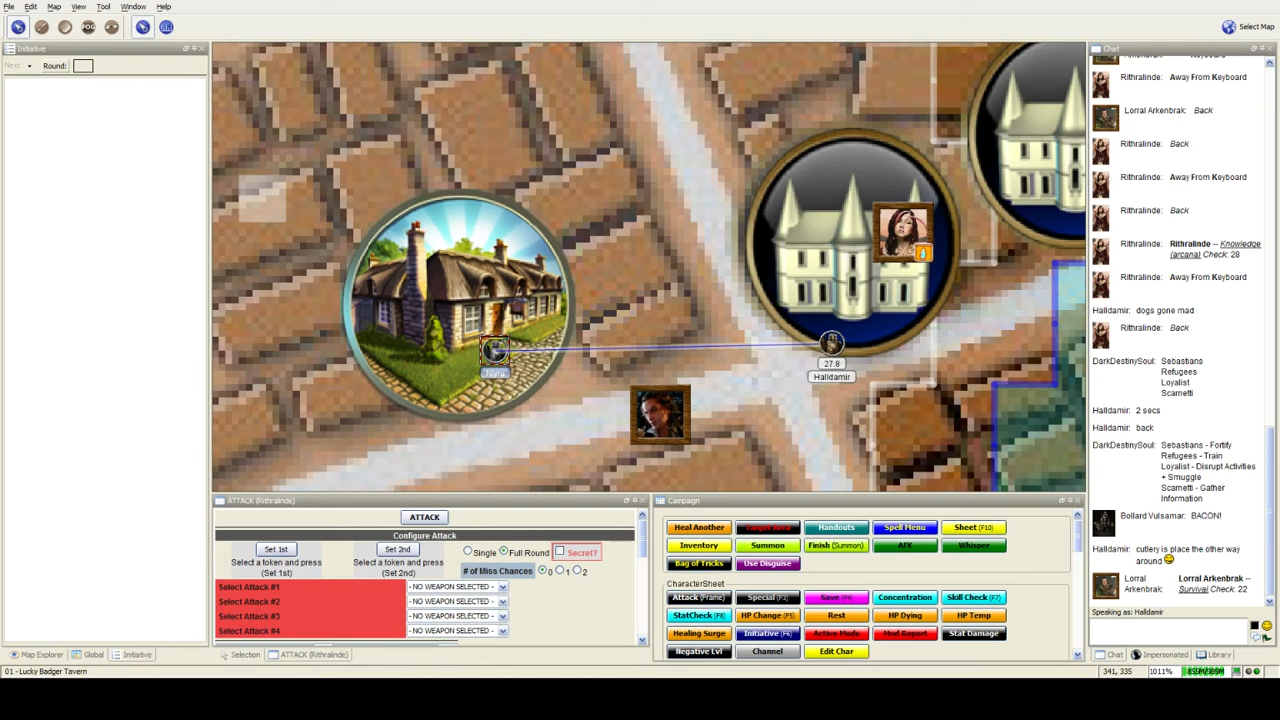 File Edit Map View Tool Window Help
FOG
Select Map
Initiative
Next Round:
Chat
Rithralinde: Away From Keyboard
Lorral Arkenbrak: Back
Rithralinde: Back
Rithralinde: Away From Keyboard
Rithralinde: Back
Rithralinde: Rithralinde -- Knowledge
(arcana) Check: 28
Rithralinde: Away From Keyboard
Halldamir: dogs gone mad
Rithralinde: Back
DarkDestinySoul: Sebastians
Refugees
Loyalist
Scarnetti
Halldamir: 2 secs
Halldamir: back
DarkDestinySoul: Sebastians - Fortify
Refugees - Train
Loyalist - Disrupt Activities
+ Smuggle
Scarnetti - Gather
Information
Bollard Vulsamar: BACON!
Halldamir: cutlery is place the other way
around
Lorral
Arkenbrak:
Lorral Arkenbrak --
Survival Check: 22
Speaking as: Halldamir
Chat Impersonated Library
27.8
Halldamir
ATTACK (Rithralinde)
ATTACK
Configure Attack
Set 1st Set 2nd Single Full Round Secret?
Select a token and press
(Set 1st)
Select a token and press
(Set 2nd)
# of Miss Chances 0 1 2
Select Attack #1 - NO WEAPON SELECTED -
Select Attack #2 - NO WEAPON SELECTED -
Select Attack #3 - NO WEAPON SELECTED -
Select Attack #4 - NO WEAPON SELECTED -
Campaign
Heal Another Handouts Spell Menu Sheet (F10)
Inventory Summon Finish (Summon) AFK Whisper
Bag of Tricks Use Disguise
CharacterSheet
Attack (Frame) Special (F3) Save (F4) Concentration Skill Check (F7)
StatCheck (F8) HP Change (F5) Rest HP Dying HP Temp
Healing Surge Initiative (F6) Active Mods Mod Report Stat Damage
Negative Lvl Channel Edit Char
Map Explorer Global Initiative
Selection ATTACK (Rithralinde)
01 - Lucky Badger Tavern
341, 335 1011%